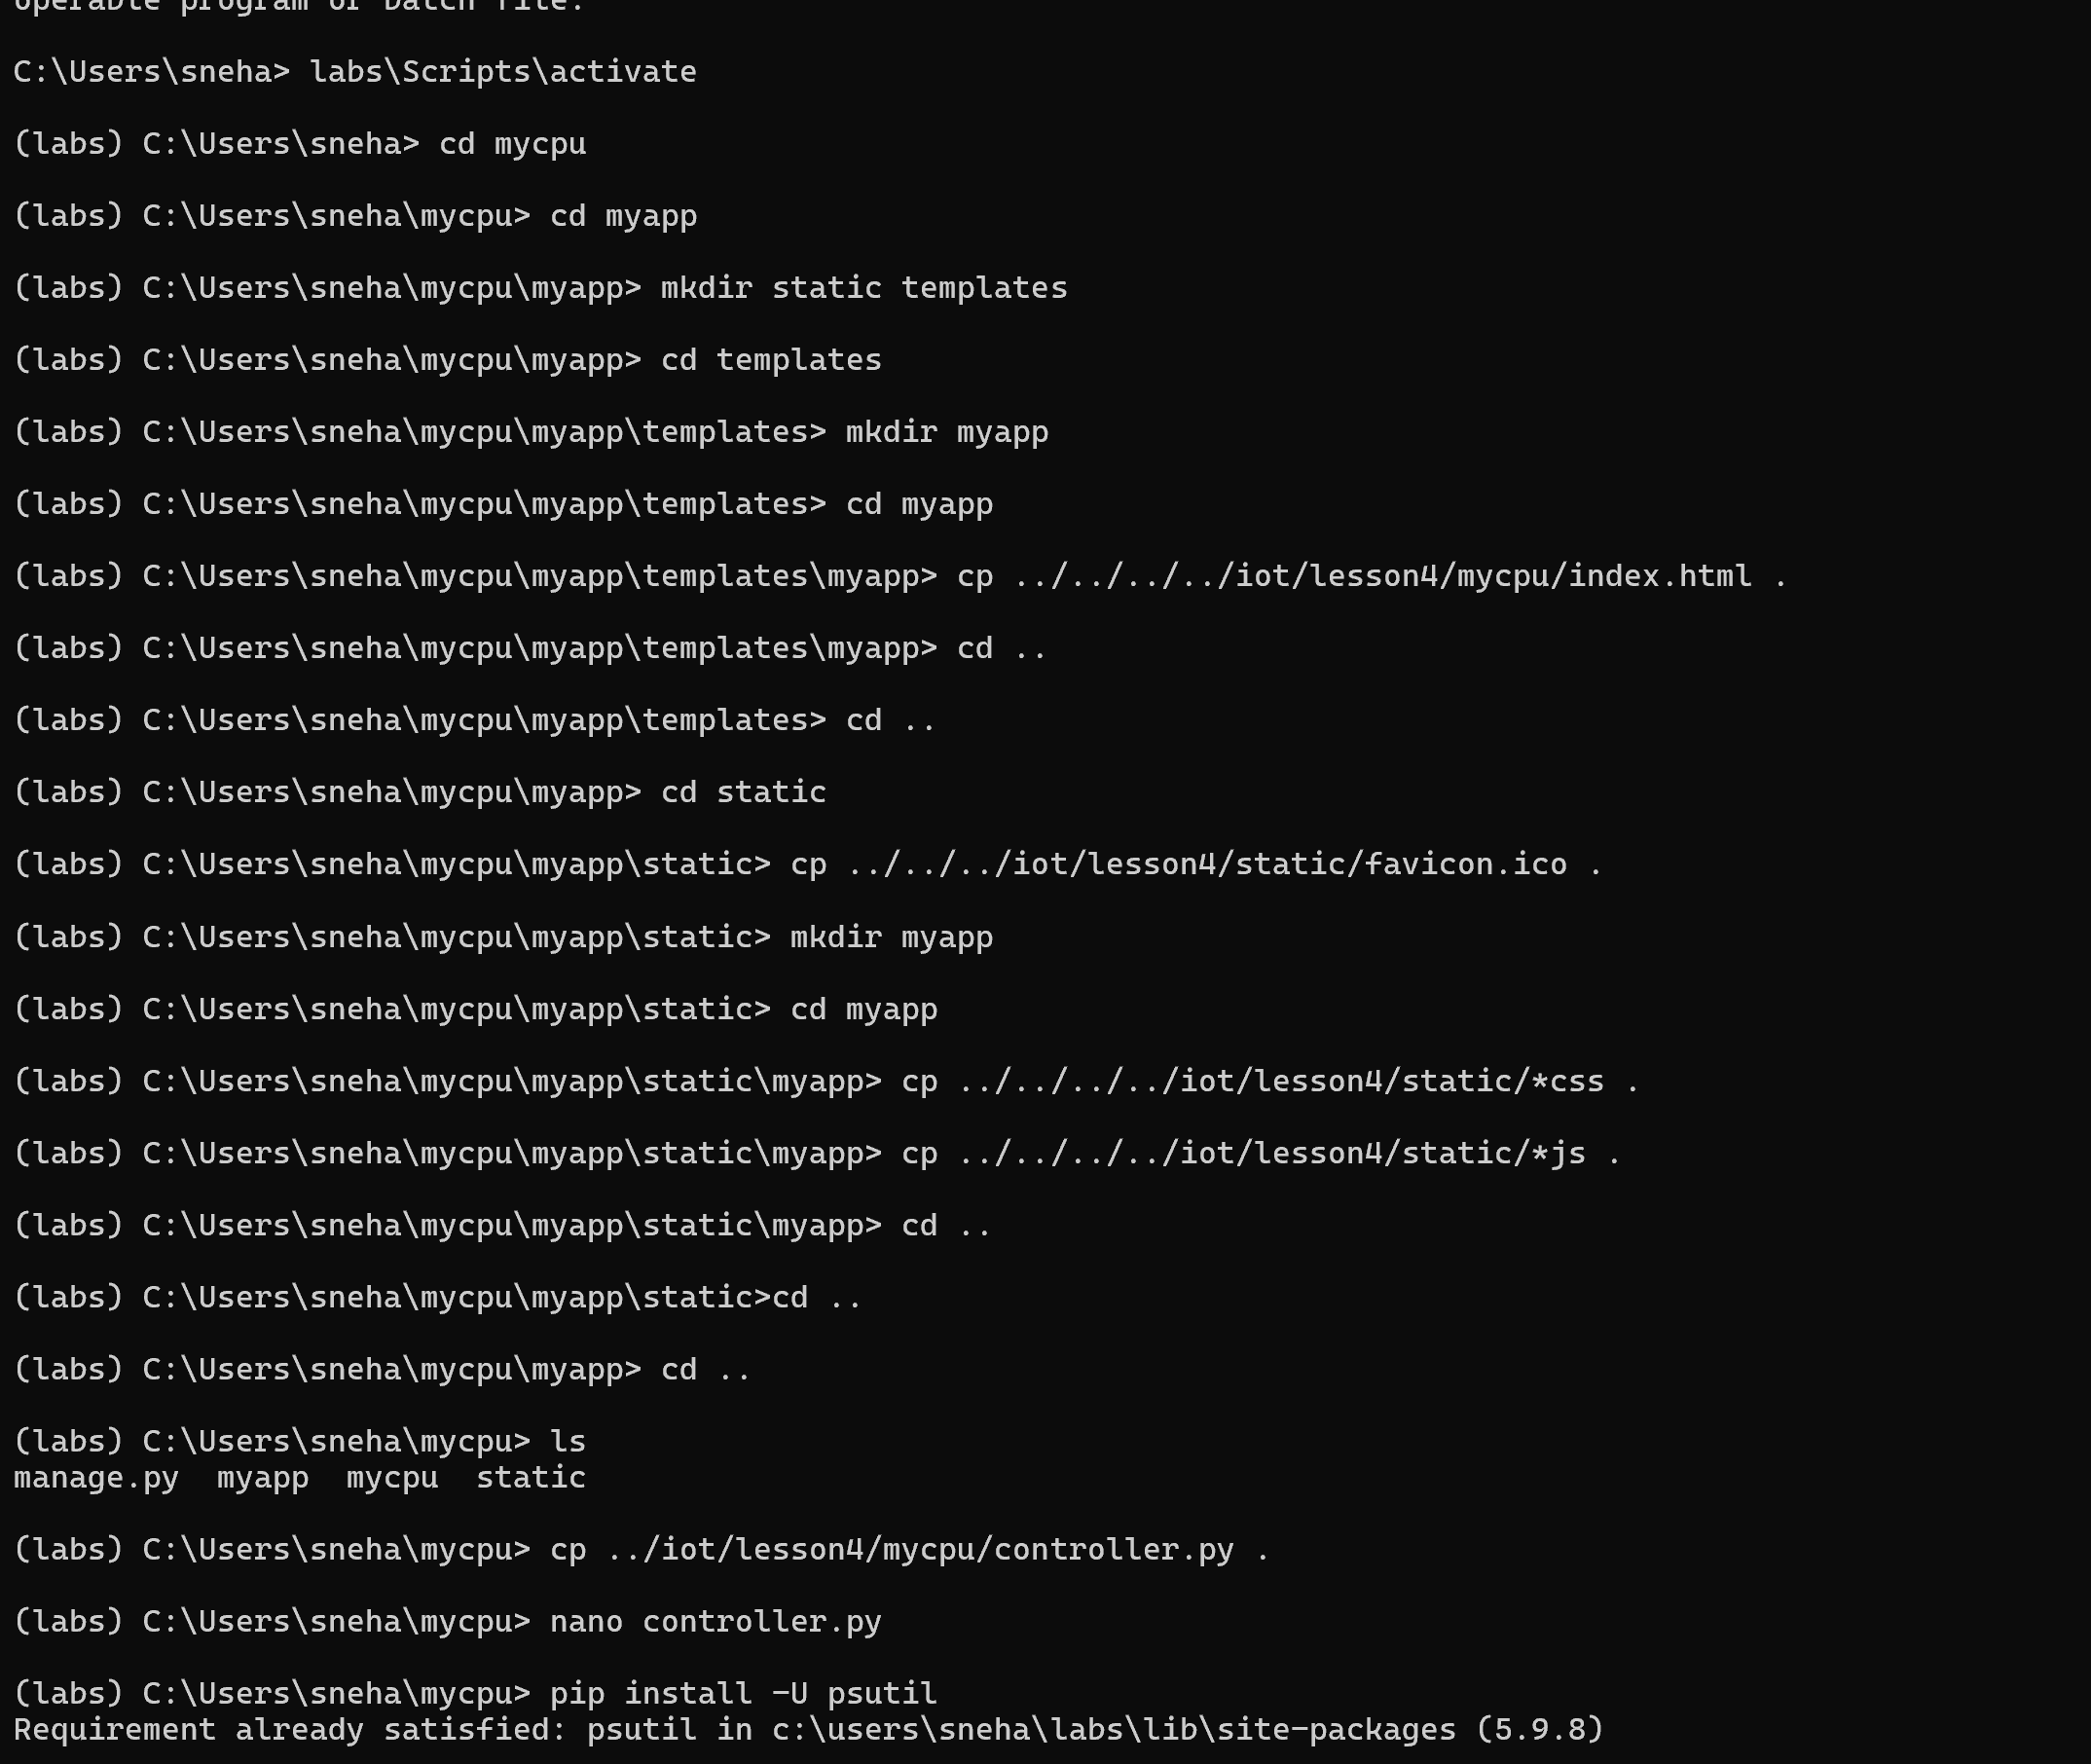 operable program or batch file.
C:\Users\sneha> labs\Scripts\activate
(labs) C:\Users\sneha> cd mycpu
(labs) C:\Users\sneha\mycpu> cd myapp
(labs) C:\Users\sneha\mycpu\myapp> mkdir static templates
(labs) C:\Users\sneha\mycpu\myapp> cd templates
(labs) C:\Users\sneha\mycpu\myapp\templates> mkdir myapp
(labs) C:\Users\sneha\mycpu\myapp\templates> cd myapp
(labs) C:\Users\sneha\mycpu\myapp\templates\myapp> cp ../../../../iot/lesson4/mycpu/index.html .
(labs) C:\Users\sneha\mycpu\myapp\templates\myapp> cd ..
(labs) C:\Users\sneha\mycpu\myapp\templates> cd ..
(labs) C:\Users\sneha\mycpu\myapp> cd static
(labs) C:\Users\sneha\mycpu\myapp\static> cp ../../../iot/lesson4/static/favicon.ico .
(labs) C:\Users\sneha\mycpu\myapp\static> mkdir myapp
(labs) C:\Users\sneha\mycpu\myapp\static> cd myapp
(labs) C:\Users\sneha\mycpu\myapp\static\myapp> cp ../../../../iot/lesson4/static/*css .
(labs) C:\Users\sneha\mycpu\myapp\static\myapp> cp ../../../../iot/lesson4/static/*js .
(labs) C:\Users\sneha\mycpu\myapp\static\myapp> cd ..
(labs) C:\Users\sneha\mycpu\myapp\static>cd ..
(labs) C:\Users\sneha\mycpu\myapp> cd ..
(labs) C:\Users\sneha\mycpu> ls
manage.py  myapp  mycpu  static
(labs) C:\Users\sneha\mycpu> cp ../iot/lesson4/mycpu/controller.py .
(labs) C:\Users\sneha\mycpu> nano controller.py
(labs) C:\Users\sneha\mycpu> pip install -U psutil
Requirement already satisfied: psutil in c:\users\sneha\labs\lib\site-packages (5.9.8)